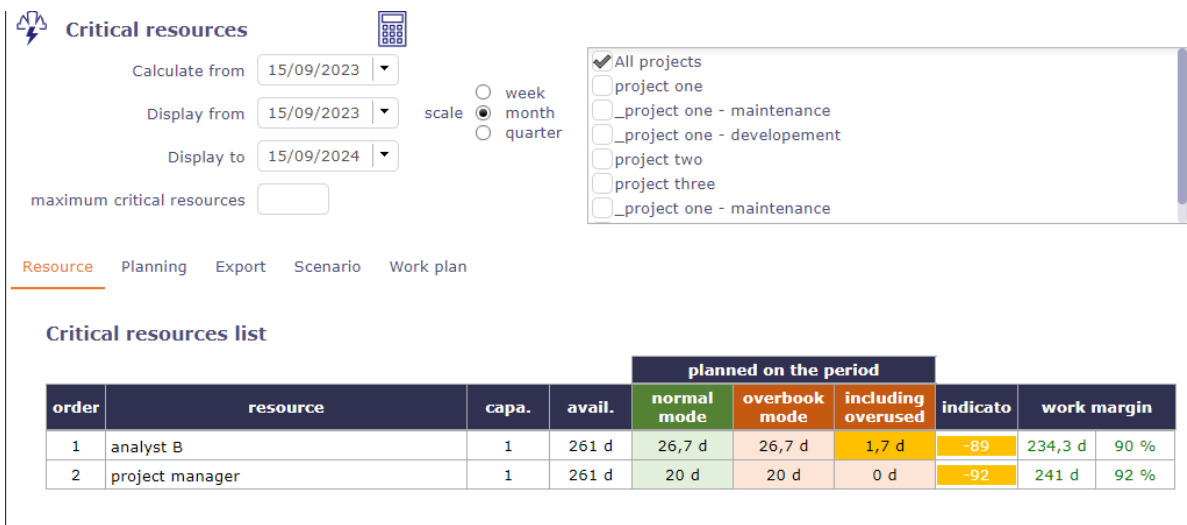 Critical resources
Calculate from 15/09/2023
Display from 15/09/2023
Display to 15/09/2024
maximum critical resources
scale
week
month
quarter
All projects
project one
_project one - maintenance
_project one - developement
project two
project three
_project one - maintenance
Resource Planning Export Scenario Work plan
Critical resources list
planned on the period
order resource capa. avail. normal mode overbook mode including overused indicato work margin
1 analyst B 1 261 d 26,7 d 26,7 d 1,7 d -89 234,3 d 90 %
2 project manager 1 261 d 20 d 20 d 0 d -92 241 d 92 %